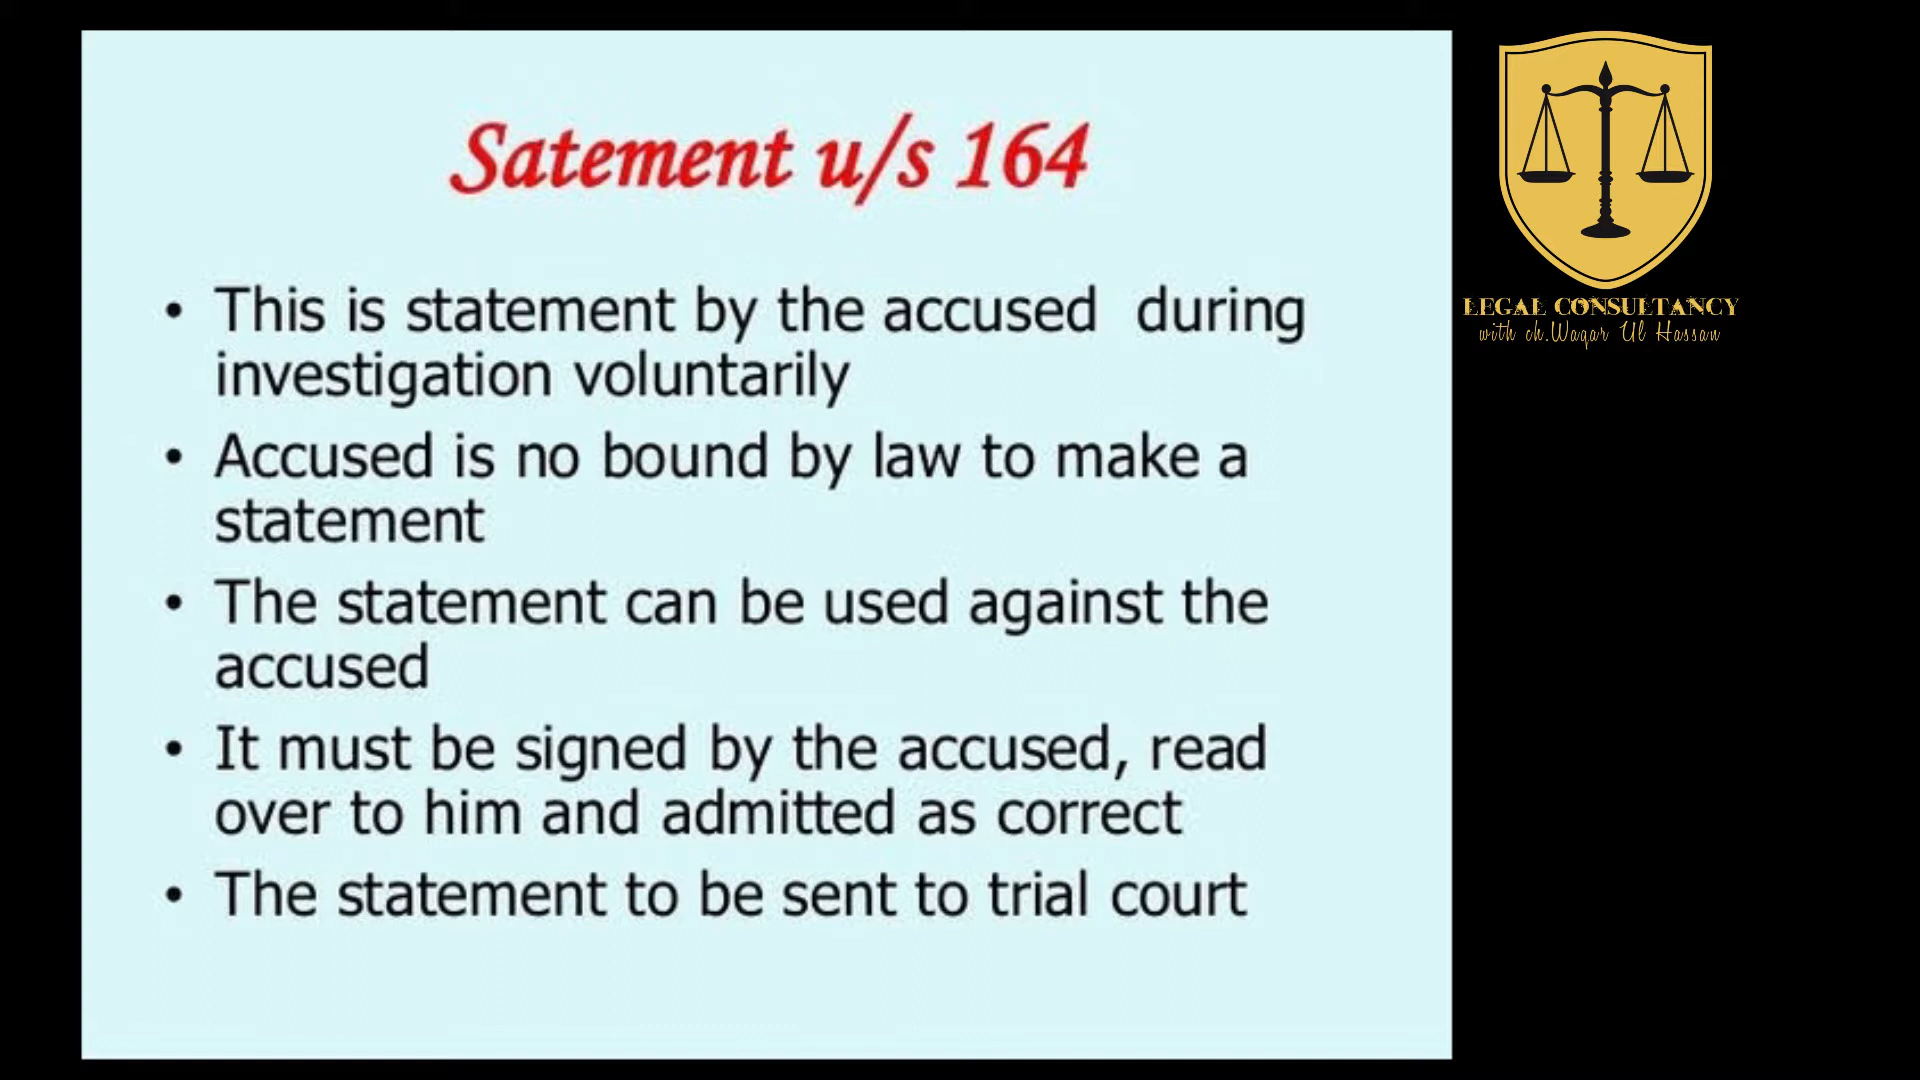 Satement u/s 164
• This is statement by the accused during
investigation voluntarily
• Accused is no bound by law to make a
statement
• The statement can be used against the
accused
• It must be signed by the accused, read
over to him and admitted as correct
• The statement to be sent to trial court
LEGAL CONSULTANCY
with ch.Waqar Ul Hassan